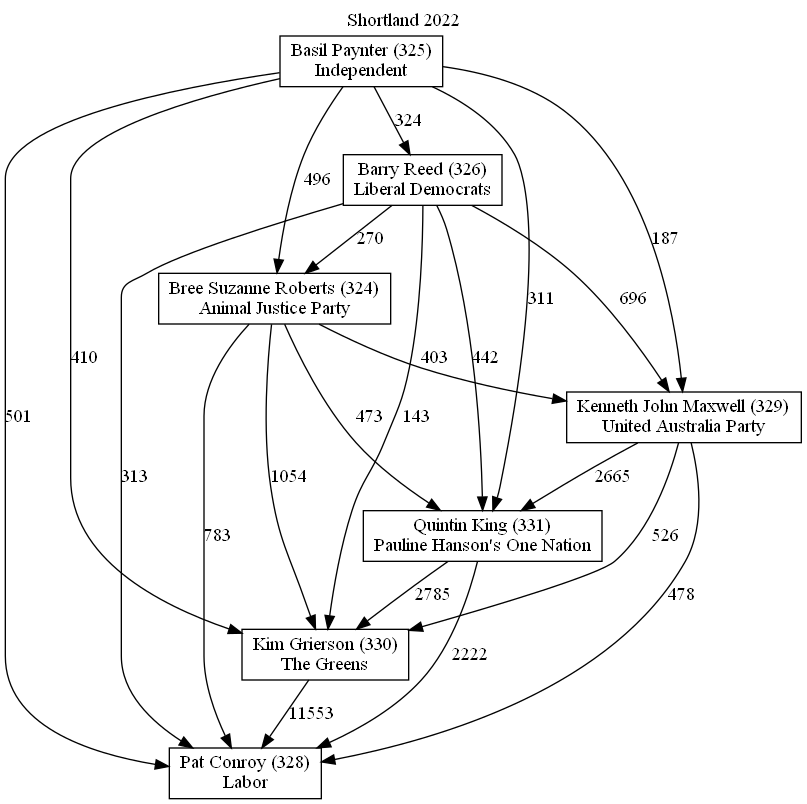 Shortland 2022
Basil Paynter (325)
Independent
324
Barry Reed (326)
Liberal Democrats
496
270
187
Bree Suzanne Roberts (324)
Animal Justice Party
696
311
410
403
442
Kenneth John Maxwell (329)
United Australia Party
501
473
143
313
1054
2665
783
Quintin King (331)
Pauline Hanson's One Nation
526
2785
478
Kim Grierson (330)
The Greens
2222
11553
Pat Conroy (328)
Labor